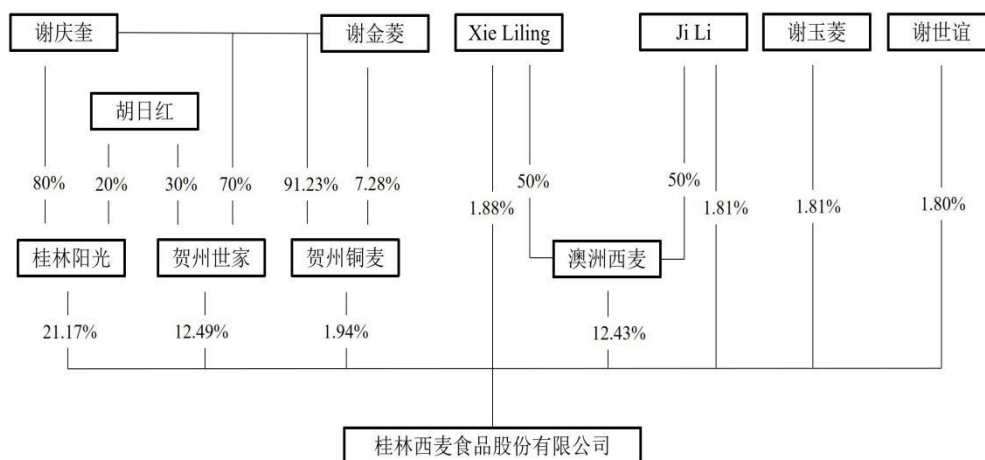 谢庆奎
谢金菱
Xie Liling
Ji Li
谢玉菱
谢世谊
胡日红
80%
20%
30%
70%
91.23%
7.28%
50%
50%
1.88%
1.81%
1.81%
1.80%
桂林阳光
贺州世家
贺州铜麦
澳洲西麦
21.17%
12.49%
1.94%
12.43%
桂林西麦食品股份有限公司